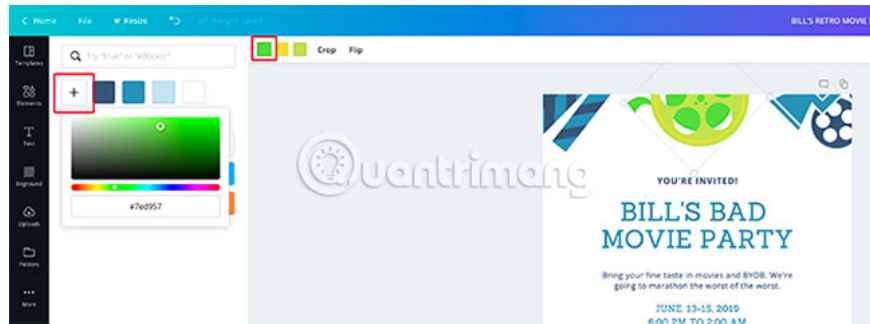 Home File Resize All changes saved BILL'S RETRO MOVIE
Templates
Try "blue" or "#00c4cc"
Crop Flip
Elements
+
Text
Bkground
#7ed957
Uploads
Folders
More
Quantrimang
YOU'RE INVITED!
BILL'S BAD
MOVIE PARTY
Bring your fine taste in movies and BYOB. We're
going to marathon the worst of the worst.
JUNE 13-15, 2019
6:00 PM TO 2:00 AM